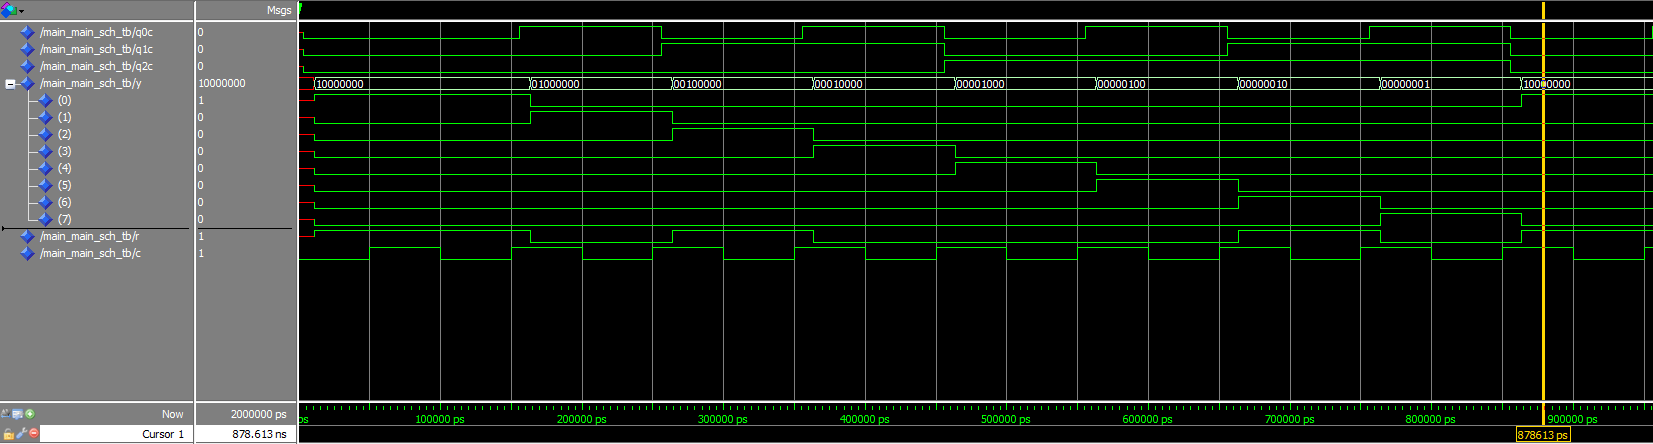 Msgs
/main_main_sch_tb/q0c 0
/main_main_sch_tb/q1c 0
/main_main_sch_tb/q2c 0
/main_main_sch_tb/y 10000000 10000000 01000000 00100000 00010000 00001000 00000100 00000010 00000001 10000000
(0) 1
(1) 0
(2) 0
(3) 0
(4) 0
(5) 0
(6) 0
(7) 0
/main_main_sch_tb/r 1
/main_main_sch_tb/c 1
Now 2000000 ps ps 100000 ps 200000 ps 300000 ps 400000 ps 500000 ps 600000 ps 700000 ps 800000 ps 900000 ps
Cursor 1 878.613 ns 878613 ps